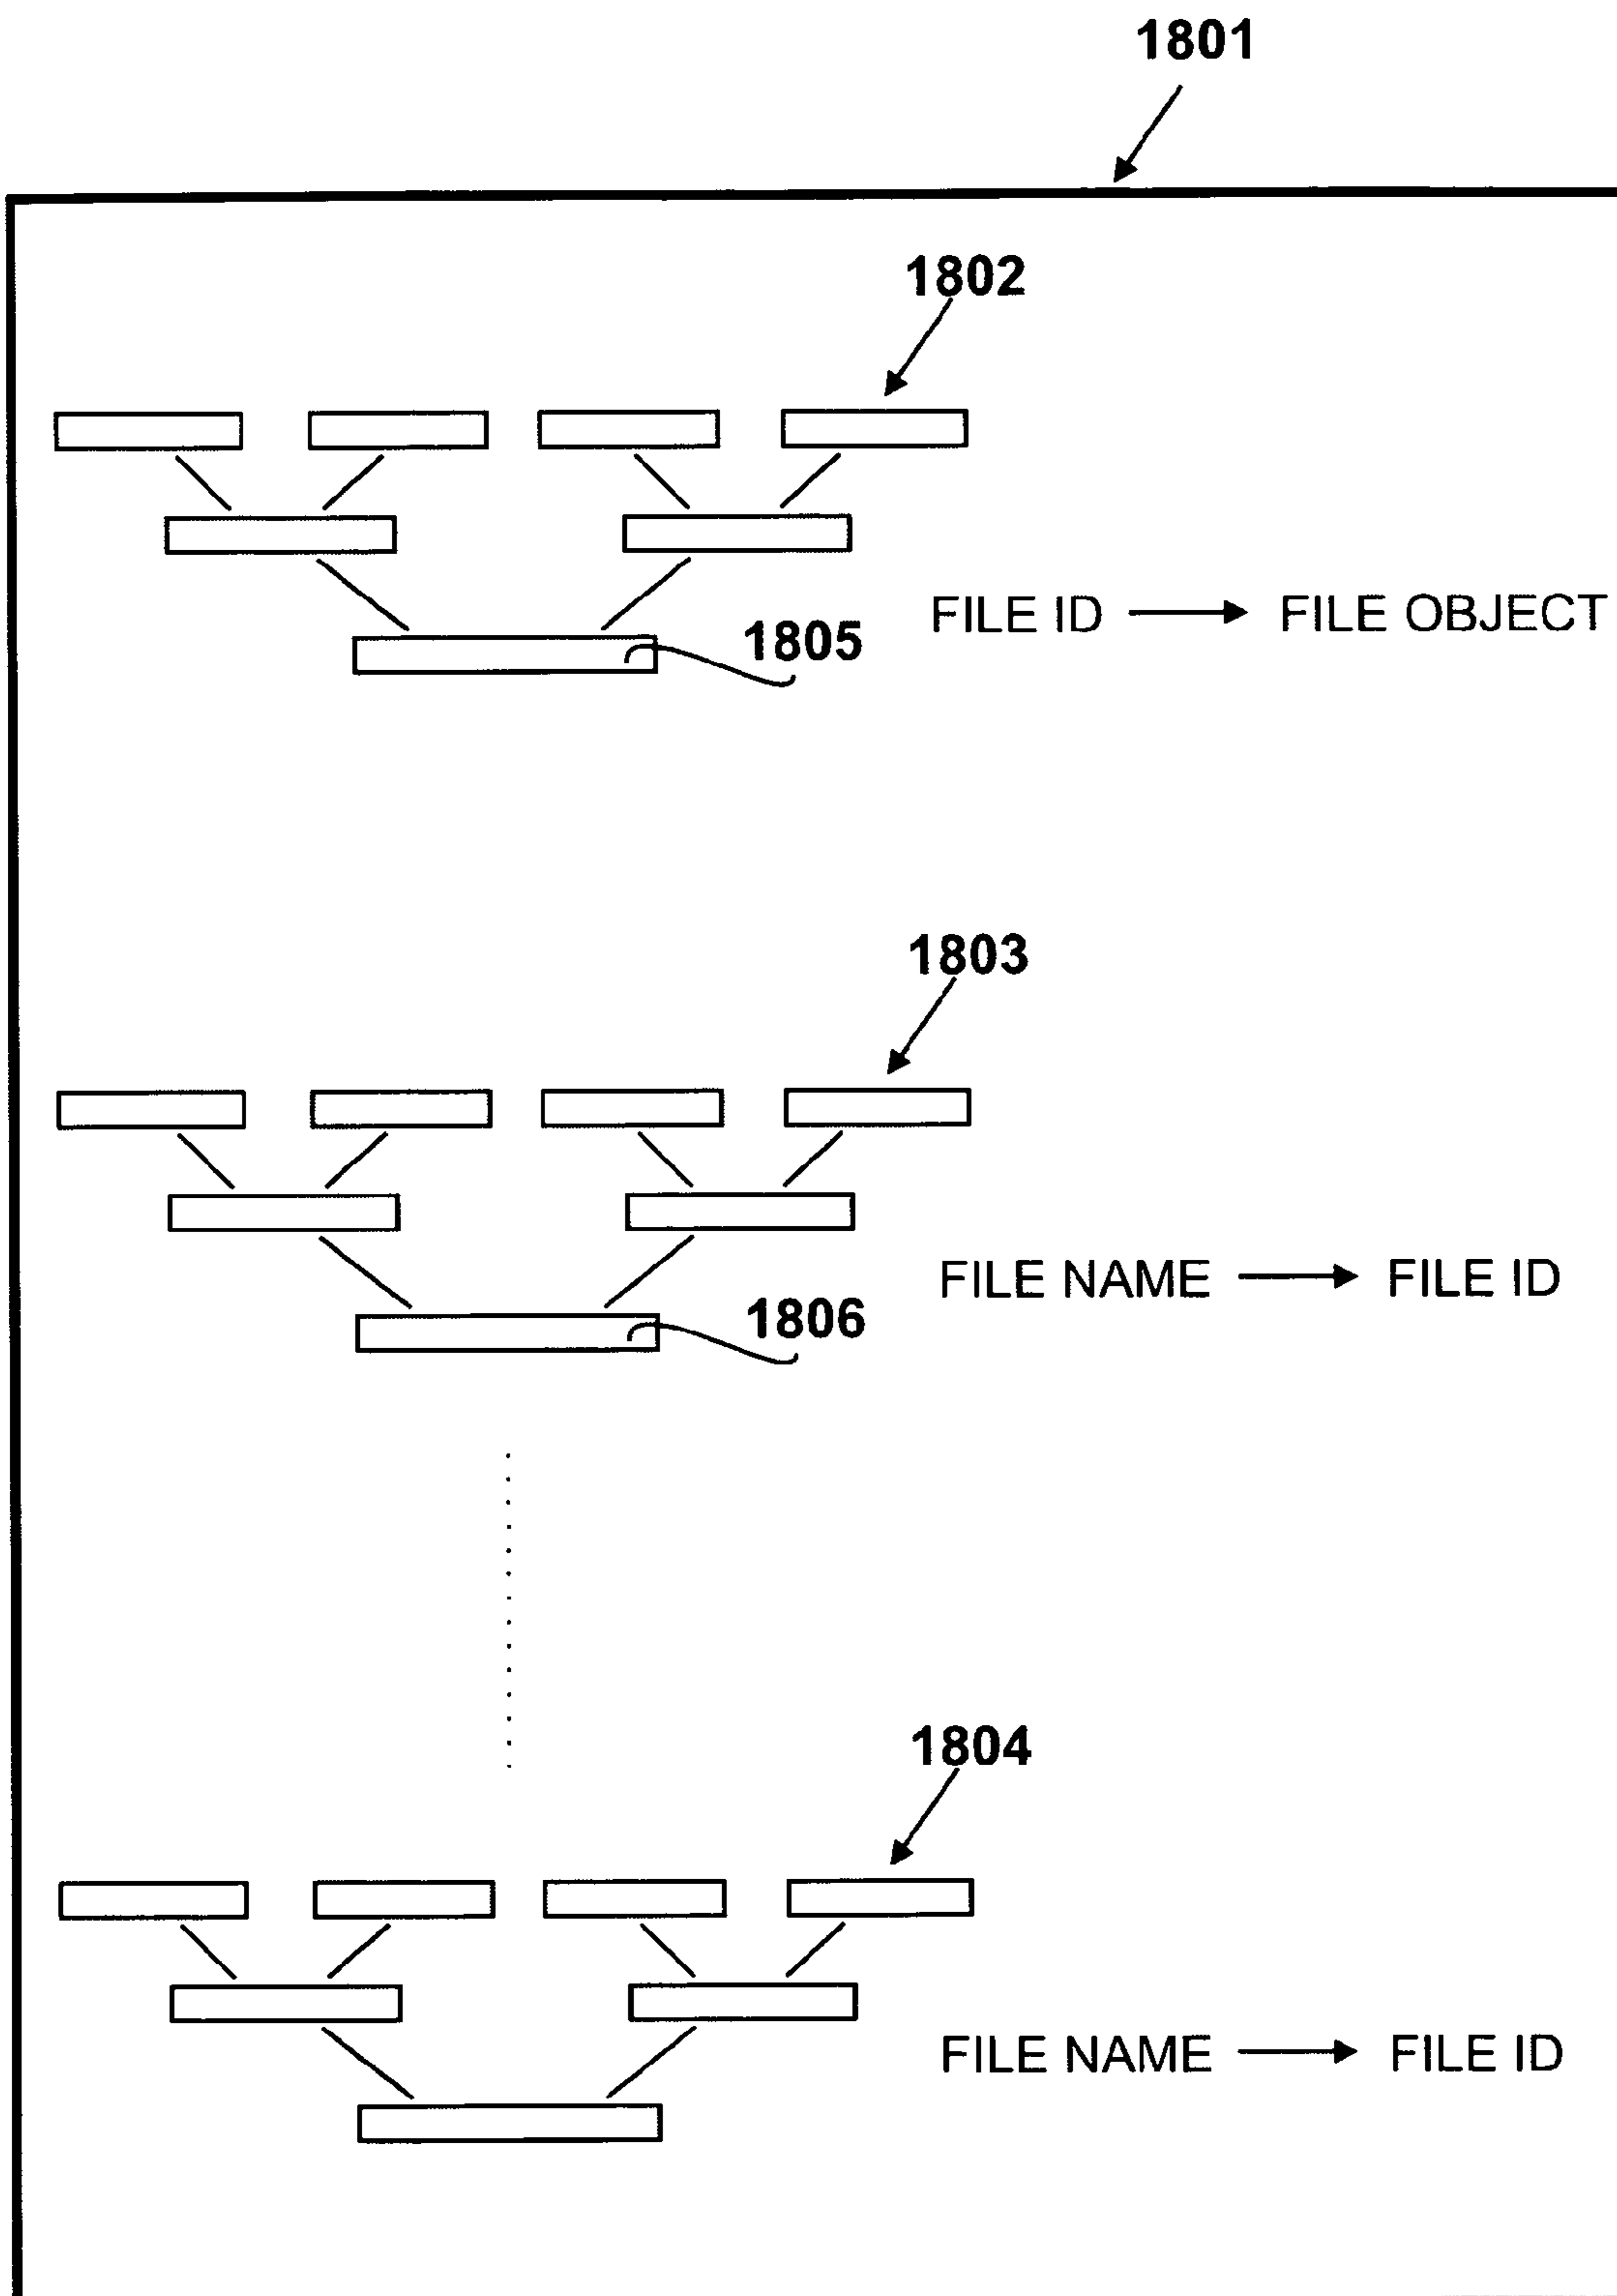 1801
1802
FILE ID → FILE OBJECT
1805
1803
FILE NAME → FILE ID
1806
1804
FILE NAME → FILE ID